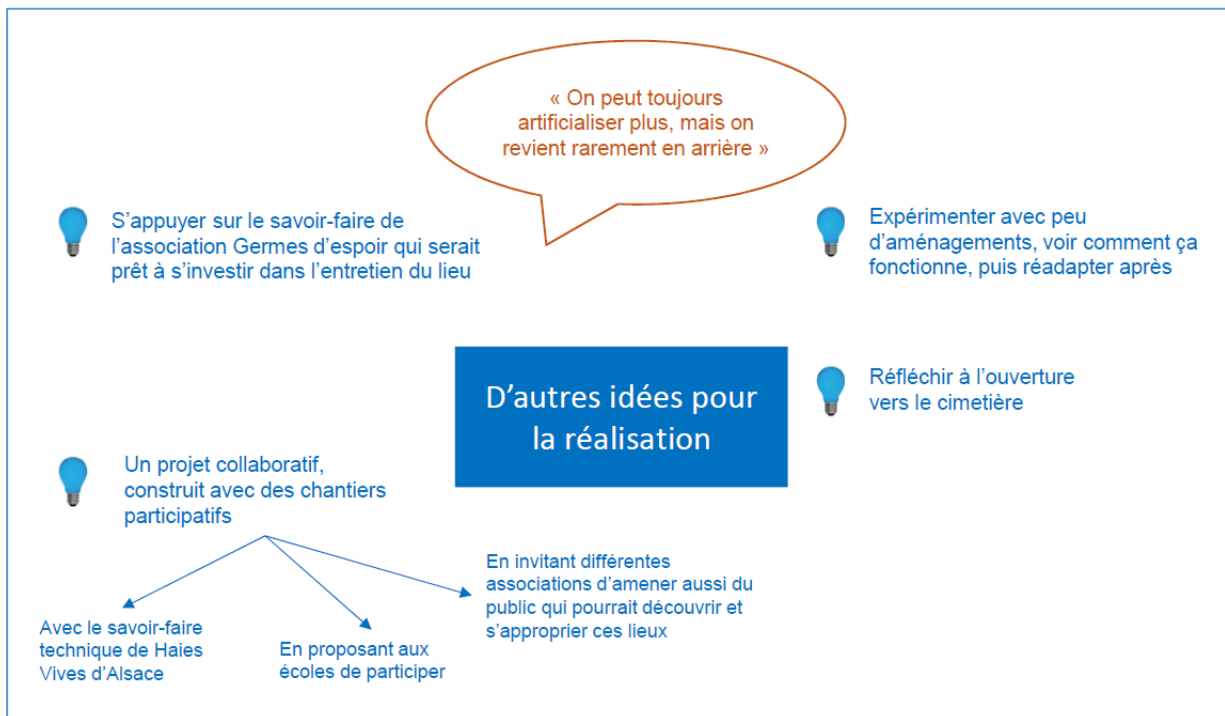 « On peut toujours
artificialiser plus, mais on
revient rarement en arrière »
S’appuyer sur le savoir-faire de
l’association Germes d’espoir qui serait
prêt à s’investir dans l’entretien du lieu
Expérimenter avec peu
d’aménagements, voir comment ça
fonctionne, puis réadapter après
D’autres idées pour
la réalisation
Réfléchir à l’ouverture
vers le cimetière
Un projet collaboratif,
construit avec des chantiers
participatifs
Avec le savoir-faire
technique de Haies
Vives d’Alsace
En proposant aux
écoles de participer
En invitant différentes
associations d’amener aussi du
public qui pourrait découvrir et
s’approprier ces lieux